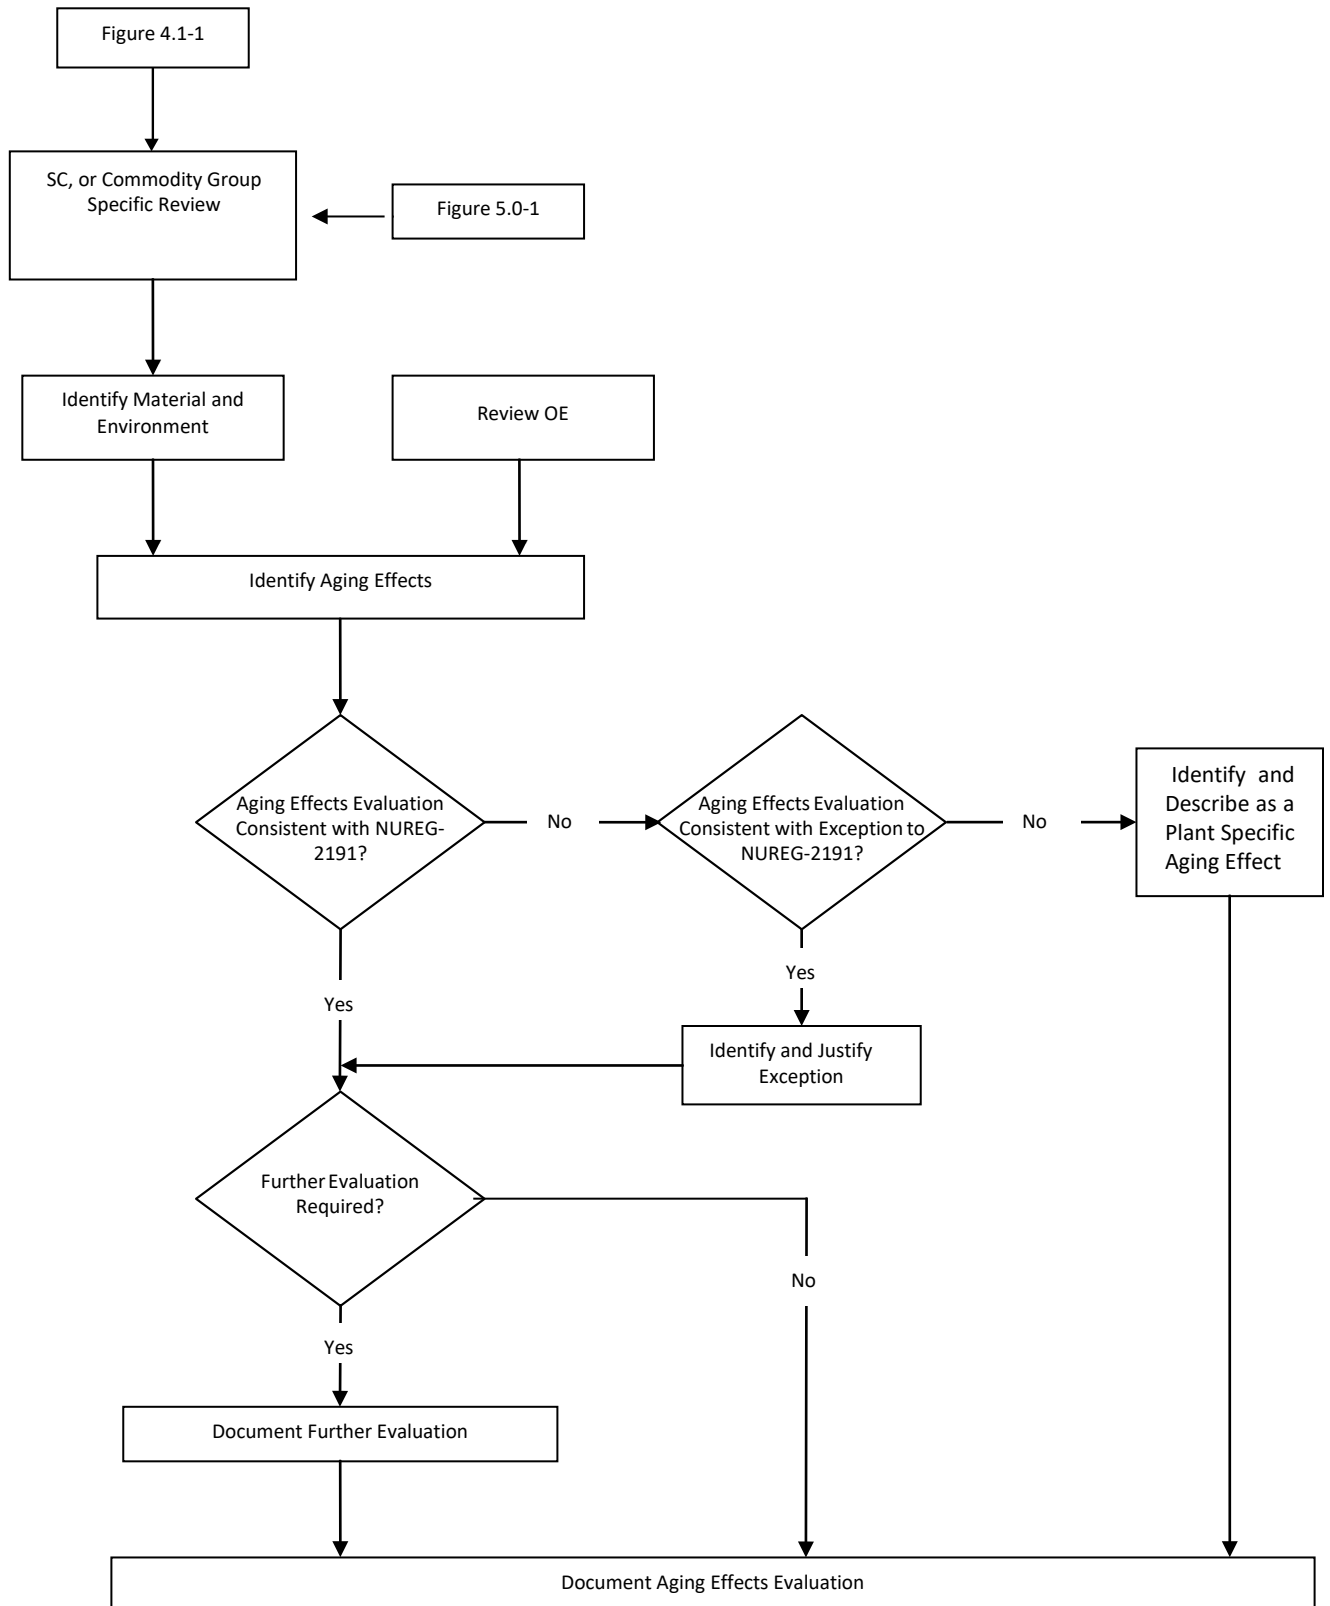 Figure 4.1-1
SC, or Commodity Group
Specific Review
Figure 5.0-1
Identify Material and
Environment
Review OE
Identify Aging Effects
Aging Effects Evaluation
Consistent with NUREG-
2191?
No
Aging Effects Evaluation
Consistent with Exception to
NUREG-2191?
No
Identify and
Describe as a
Plant Specific
Aging Effect
Yes
Yes
Identify and Justify
Exception
Further Evaluation
Required?
No
Yes
Document Further Evaluation
Document Aging Effects Evaluation